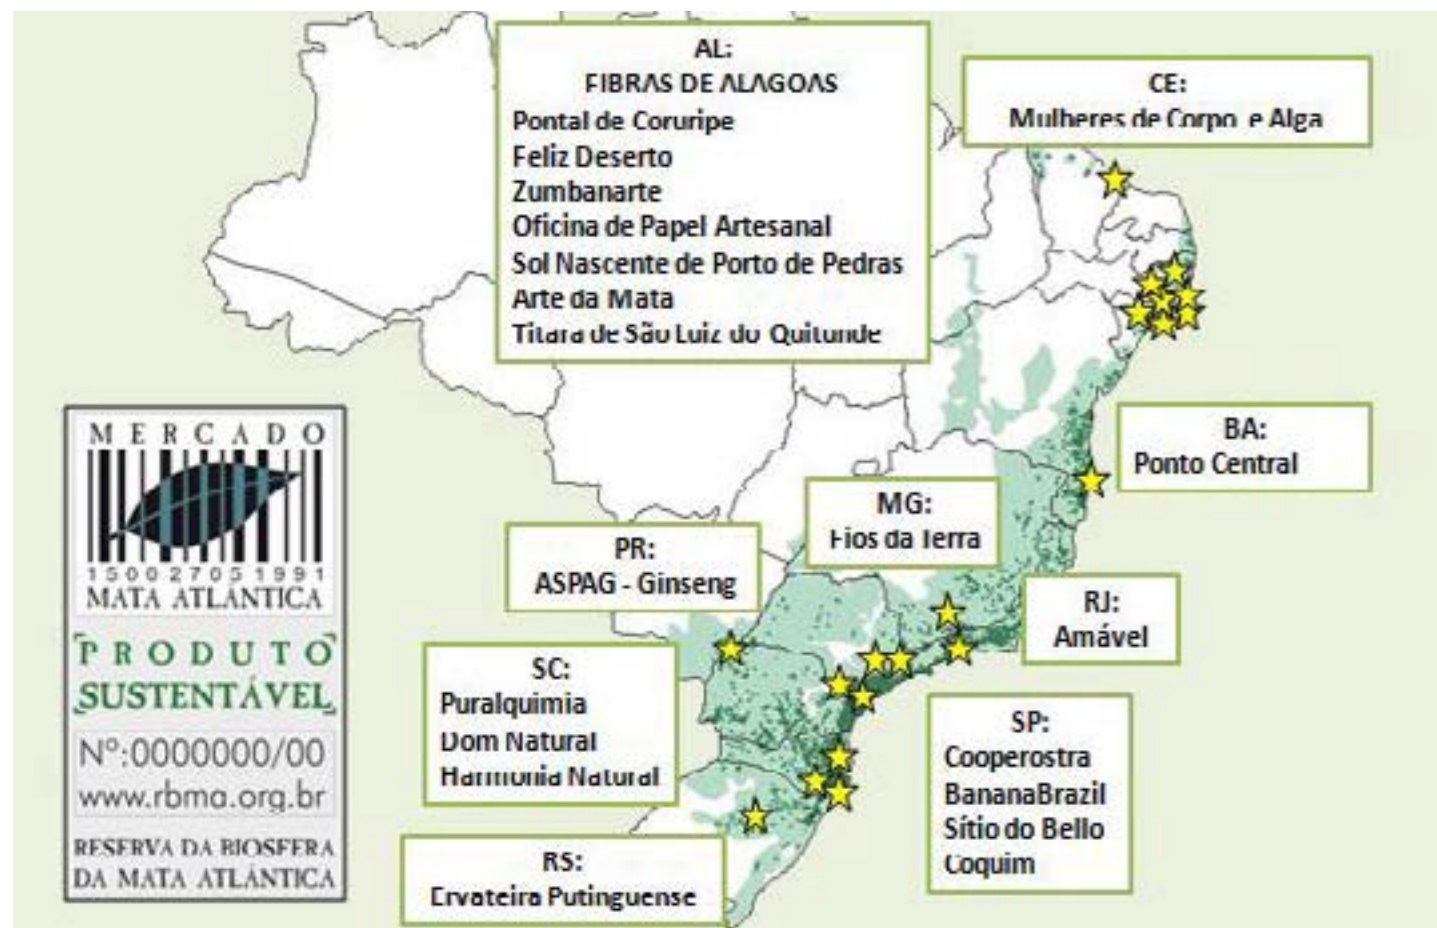 AL:
FIBRAS DE ALAGOAS
Pontal de Coruripe
Feliz Deserto
Zumbanarte
Oficina de Papel Artesanal
Sol Nascente de Porto de Pedras
Arte da Mata
Titara de São Luiz do Quitunde
CE:
Mulheres de Corpo e Alga
BA:
Ponto Central
MG:
Fios da Terra
PR:
ASPAG - Ginseng
RJ:
Amável
SC:
Puralquimia
Dom Natural
Harmonia Natural
SP:
Cooperostra
BananaBrazil
Sítio do Bello
Coquim
RS:
Ervateira Putinguense
MERCADO
1500270519 91
MATA ATLÂNTICA
PRODUTO
SUSTENTÁVEL
Nº:0000000/00
www.rbma.org.br
RESERVA DA BIOSFERA
DA MATA ATLÂNTICA